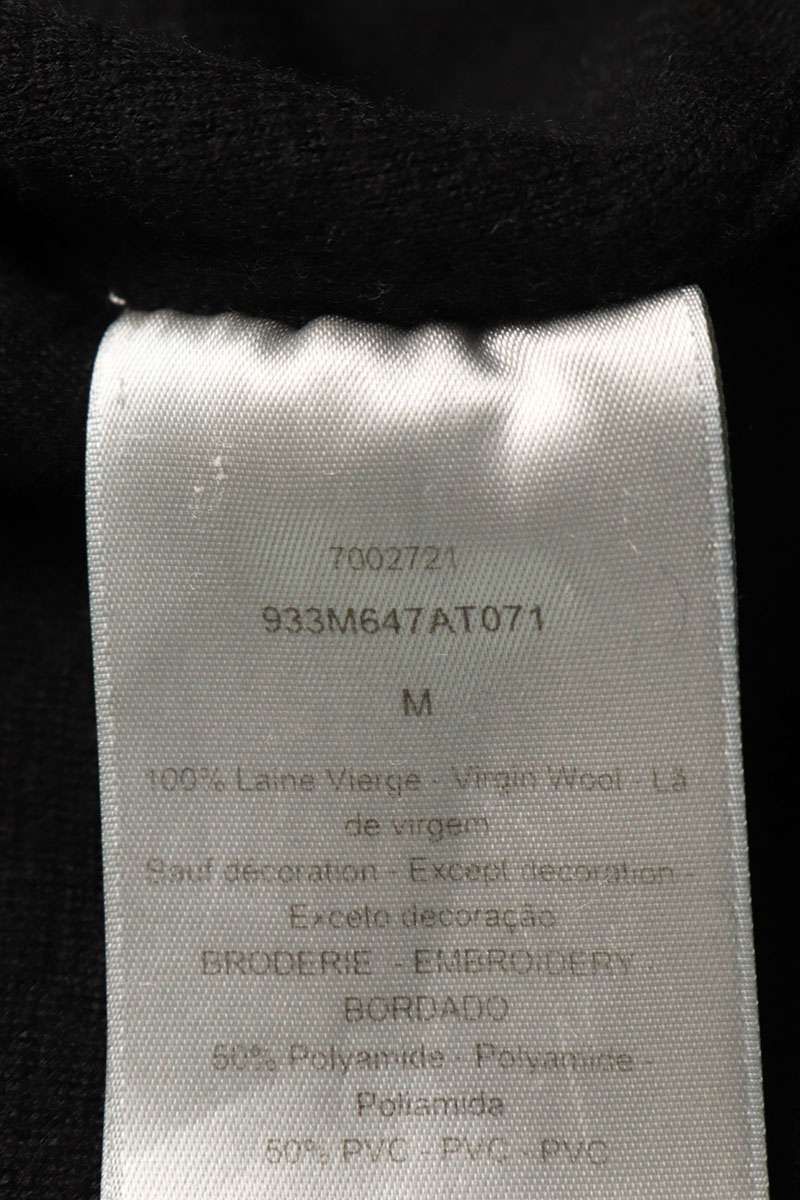 7002721
933M647AT071
M
100% Laine Vierge - Virgin Wool - Lã
de virgem
Sauf décoration - Except decoration -
Exceto decoração
BRODERIE - EMBROIDERY -
BORDADO
50% Polyamide - Polyamide -
Poliamida
50% PVC - PVC - PVC